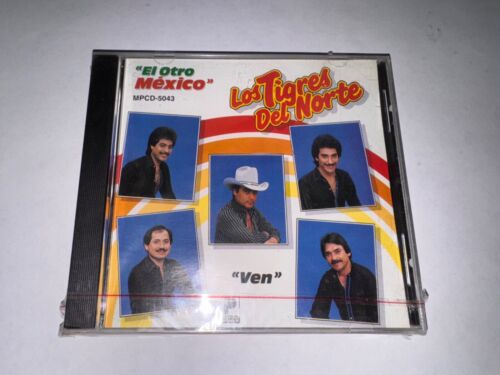 "El Otro
México"
MPCD-5043
Los Tigres
Del Norte
"Ven"